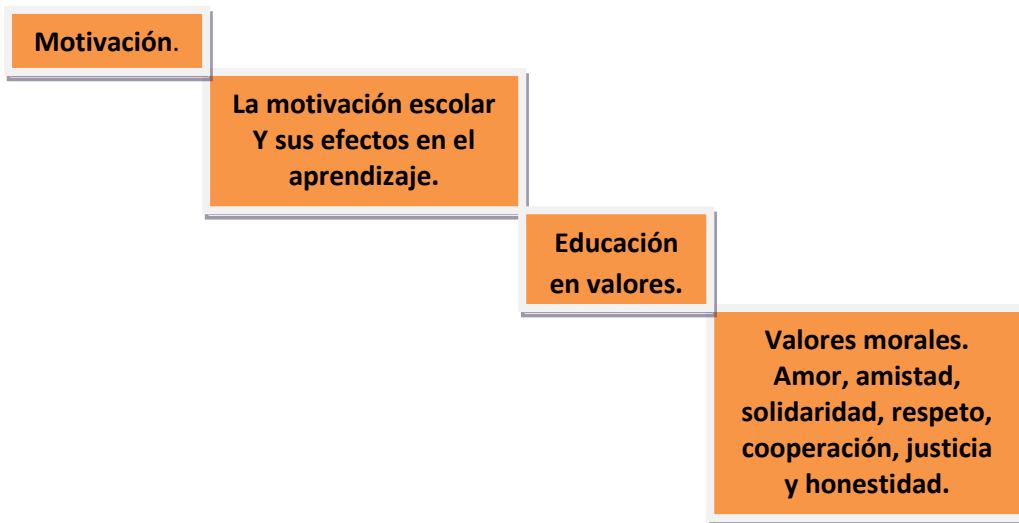 Motivación.
La motivación escolar
Y sus efectos en el
aprendizaje.
Educación
en valores.
Valores morales.
Amor, amistad,
solidaridad, respeto,
cooperación, justicia
y honestidad.